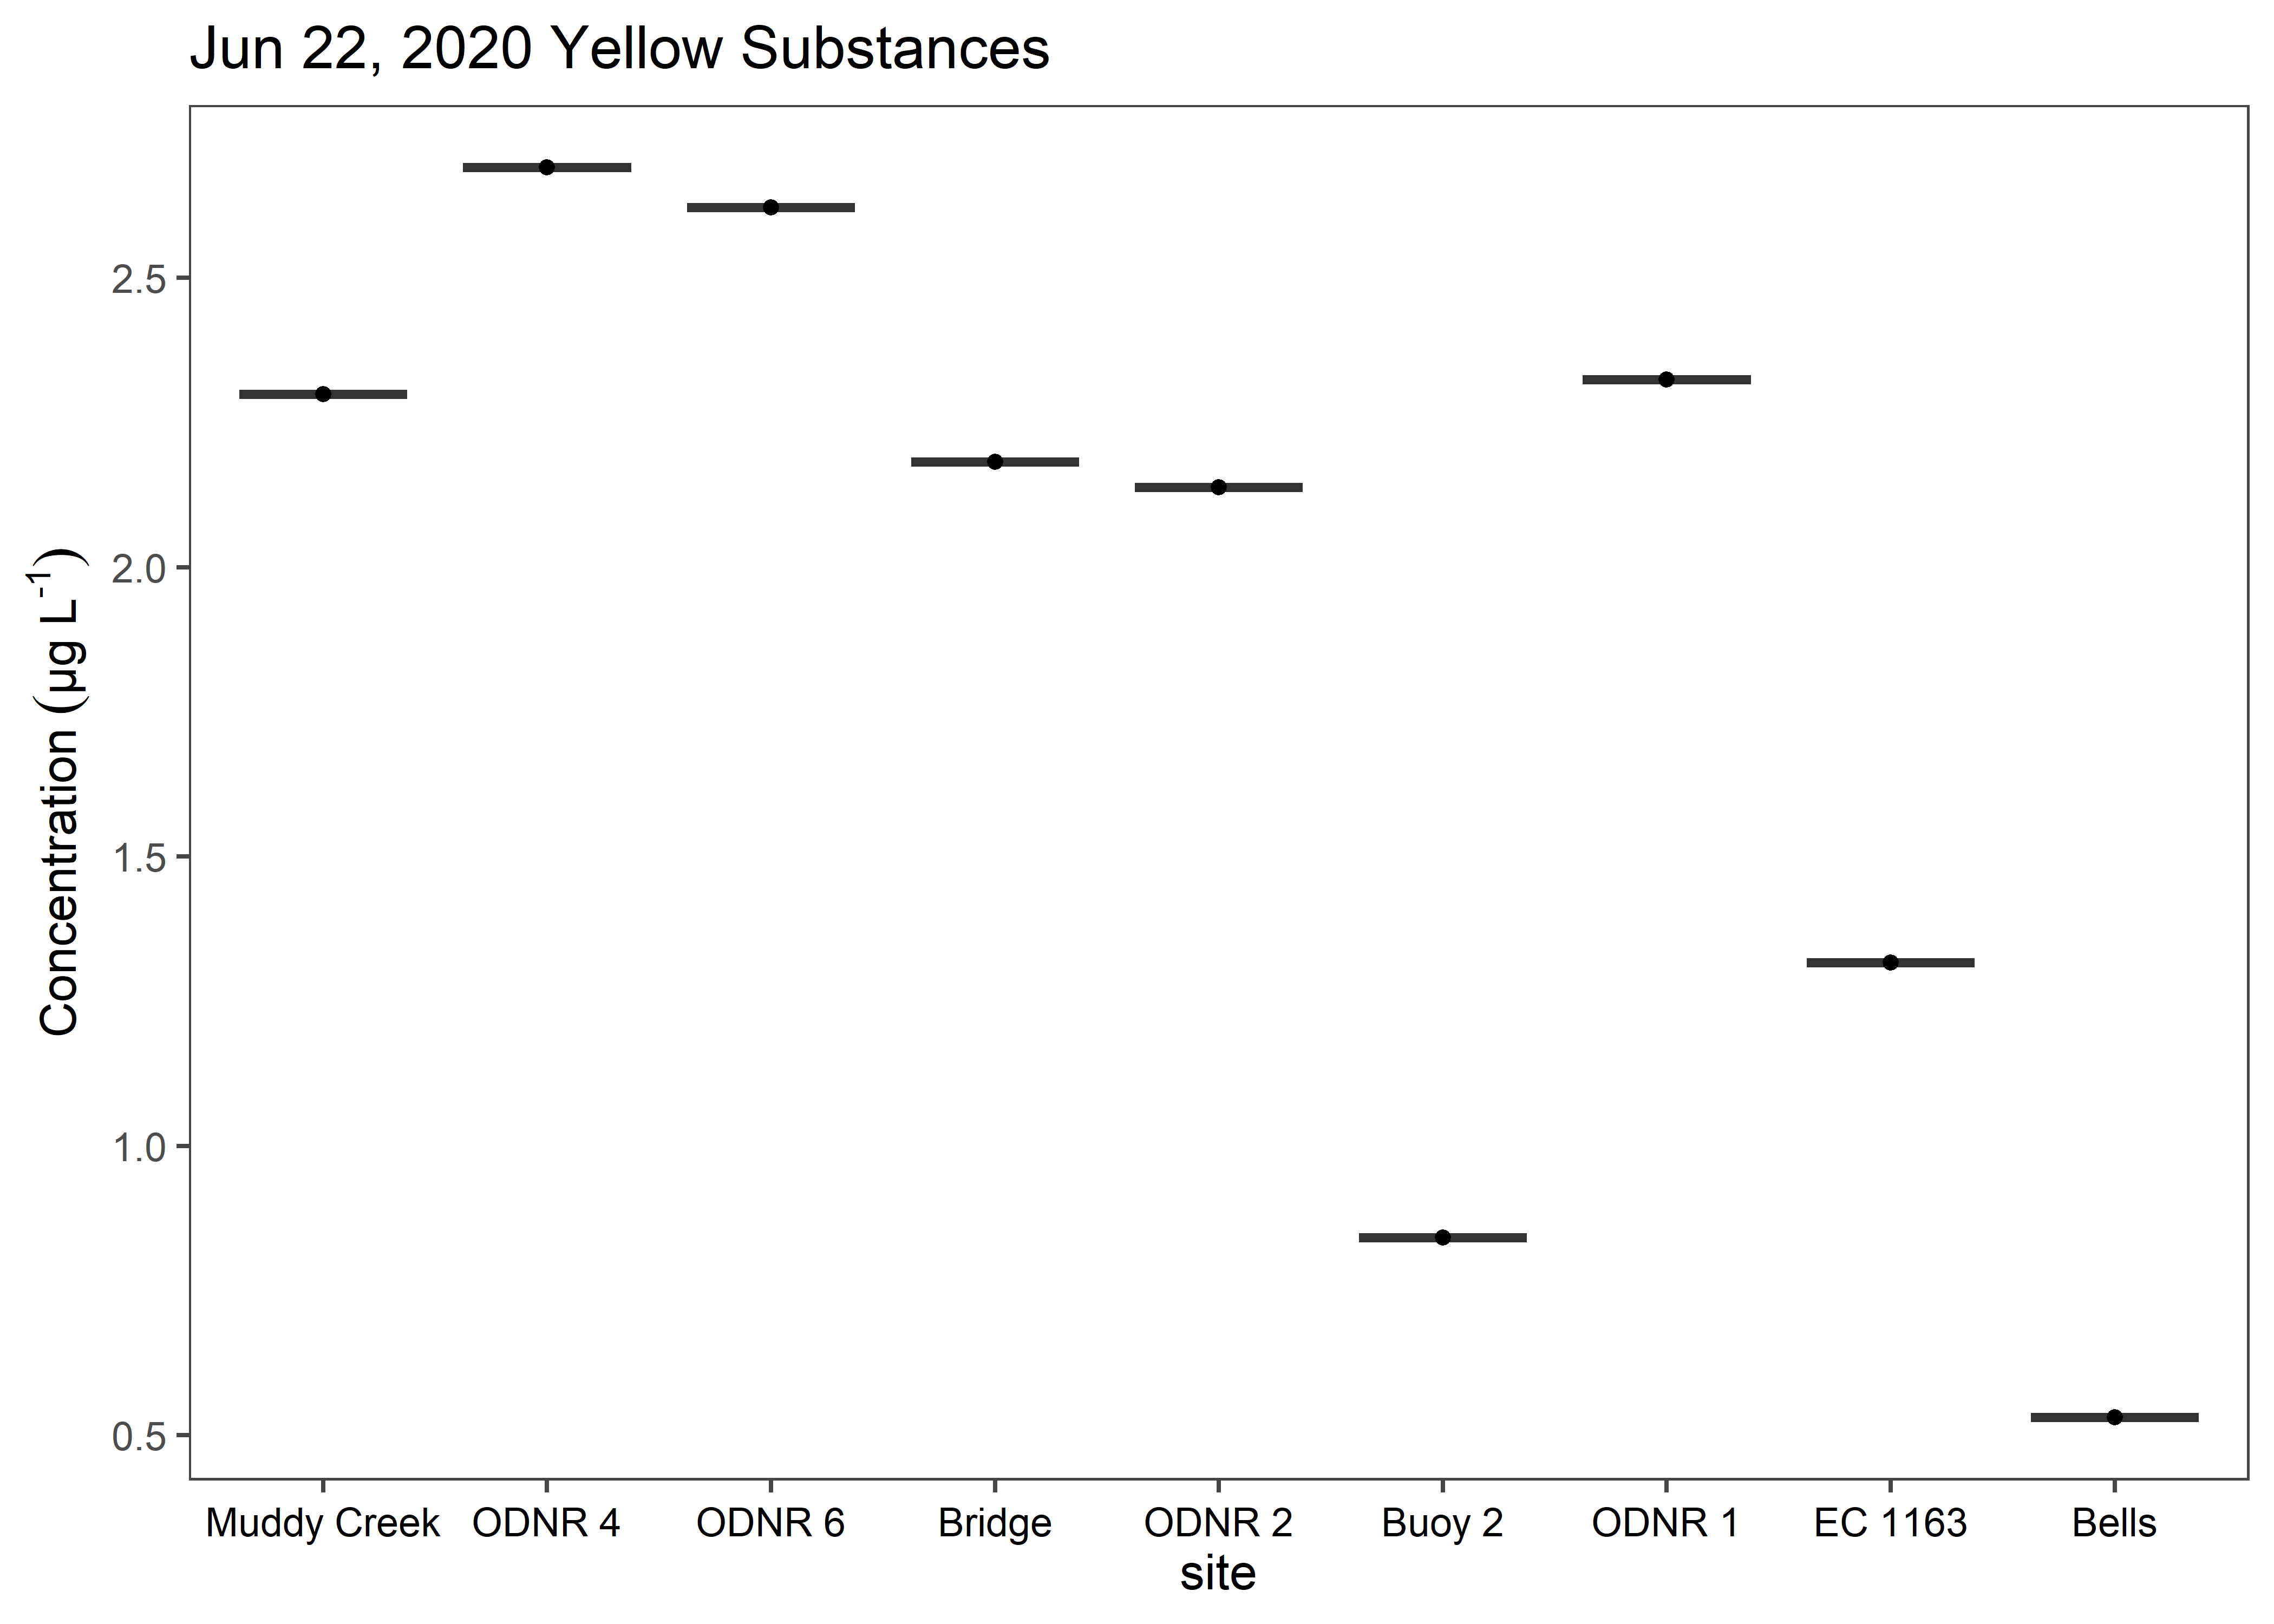 Jun 22, 2020 Yellow Substances
Concentration (µg L⁻¹)
2.5
2.0
1.5
1.0
0.5
Muddy Creek ODNR 4 ODNR 6 Bridge ODNR 2 Buoy 2 ODNR 1 EC 1163 Bells
site